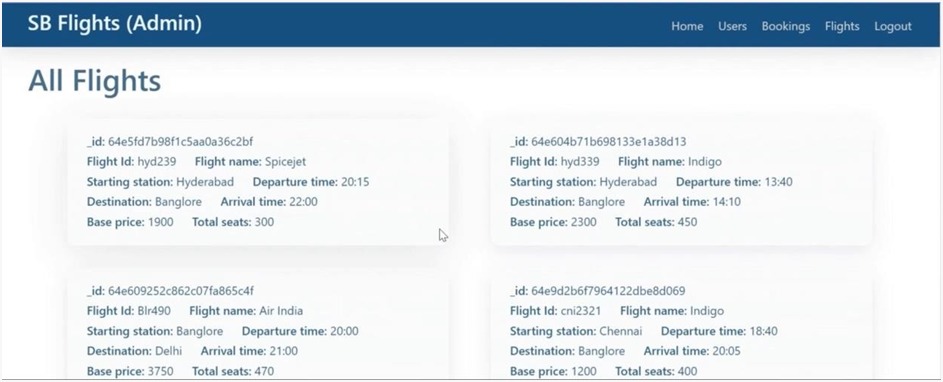 SB Flights (Admin)
Home Users Bookings Flights Logout
All Flights
_id: 64e5fd7b98f1c5aa0a36c2bf
Flight Id: hyd239 Flight name: Spicejet
Starting station: Hyderabad Departure time: 20:15
Destination: Banglore Arrival time: 22:00
Base price: 1900 Total seats: 300
_id: 64e604b71b698133e1a38d13
Flight Id: hyd339 Flight name: Indigo
Starting station: Hyderabad Departure time: 13:40
Destination: Banglore Arrival time: 14:10
Base price: 2300 Total seats: 450
_id: 64e609252c862c07fa865c4f
Flight Id: Blr490 Flight name: Air India
Starting station: Banglore Departure time: 20:00
Destination: Delhi Arrival time: 21:00
Base price: 3750 Total seats: 470
_id: 64e9d2b6f7964122dbe8d069
Flight Id: cni2321 Flight name: Indigo
Starting station: Chennai Departure time: 18:40
Destination: Banglore Arrival time: 20:05
Base price: 1200 Total seats: 400